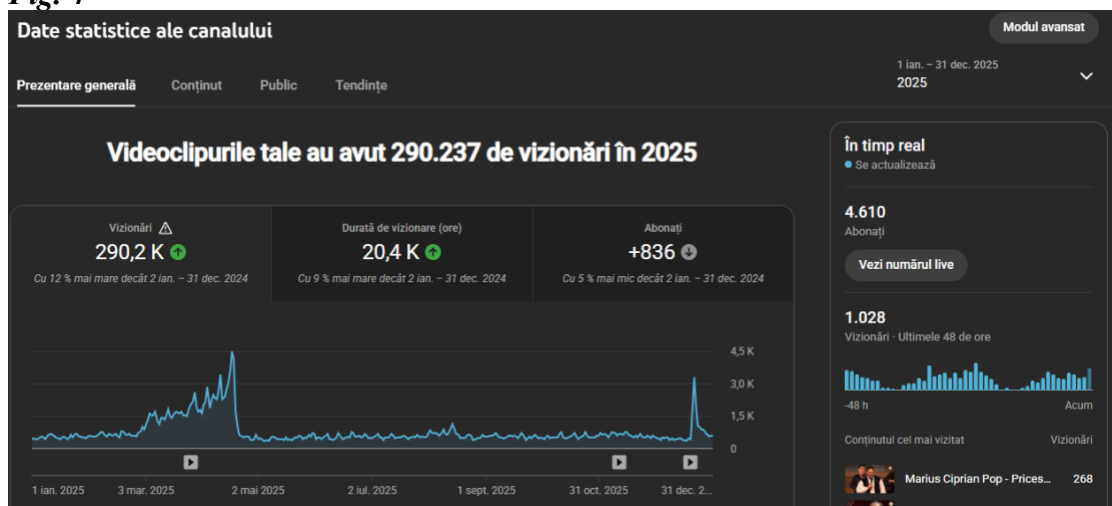 Date statistice ale canalului
Modul avansat
Prezentare generală
Conținut
Public
Tendințe
1 ian. – 31 dec. 2025
2025
Videoclipurile tale au avut 290.237 de vizionări în 2025
Vizionări
290,2 K
Cu 12 % mai mare decât 2 ian. – 31 dec. 2024
Durată de vizionare (ore)
20,4 K
Cu 9 % mai mare decât 2 ian. – 31 dec. 2024
Abonați
+836
Cu 5 % mai mic decât 2 ian. – 31 dec. 2024
4,5 K
3,0 K
1,5 K
0
1 ian. 2025
3 mar. 2025
2 mai 2025
2 iul. 2025
1 sept. 2025
31 oct. 2025
31 dec. 2...
În timp real
Se actualizează
4.610
Abonați
Vezi numărul live
1.028
Vizionări · Ultimele 48 de ore
-48 h
Acum
Conținutul cel mai vizitat
Vizionări
Marius Ciprian Pop - Prices...
268